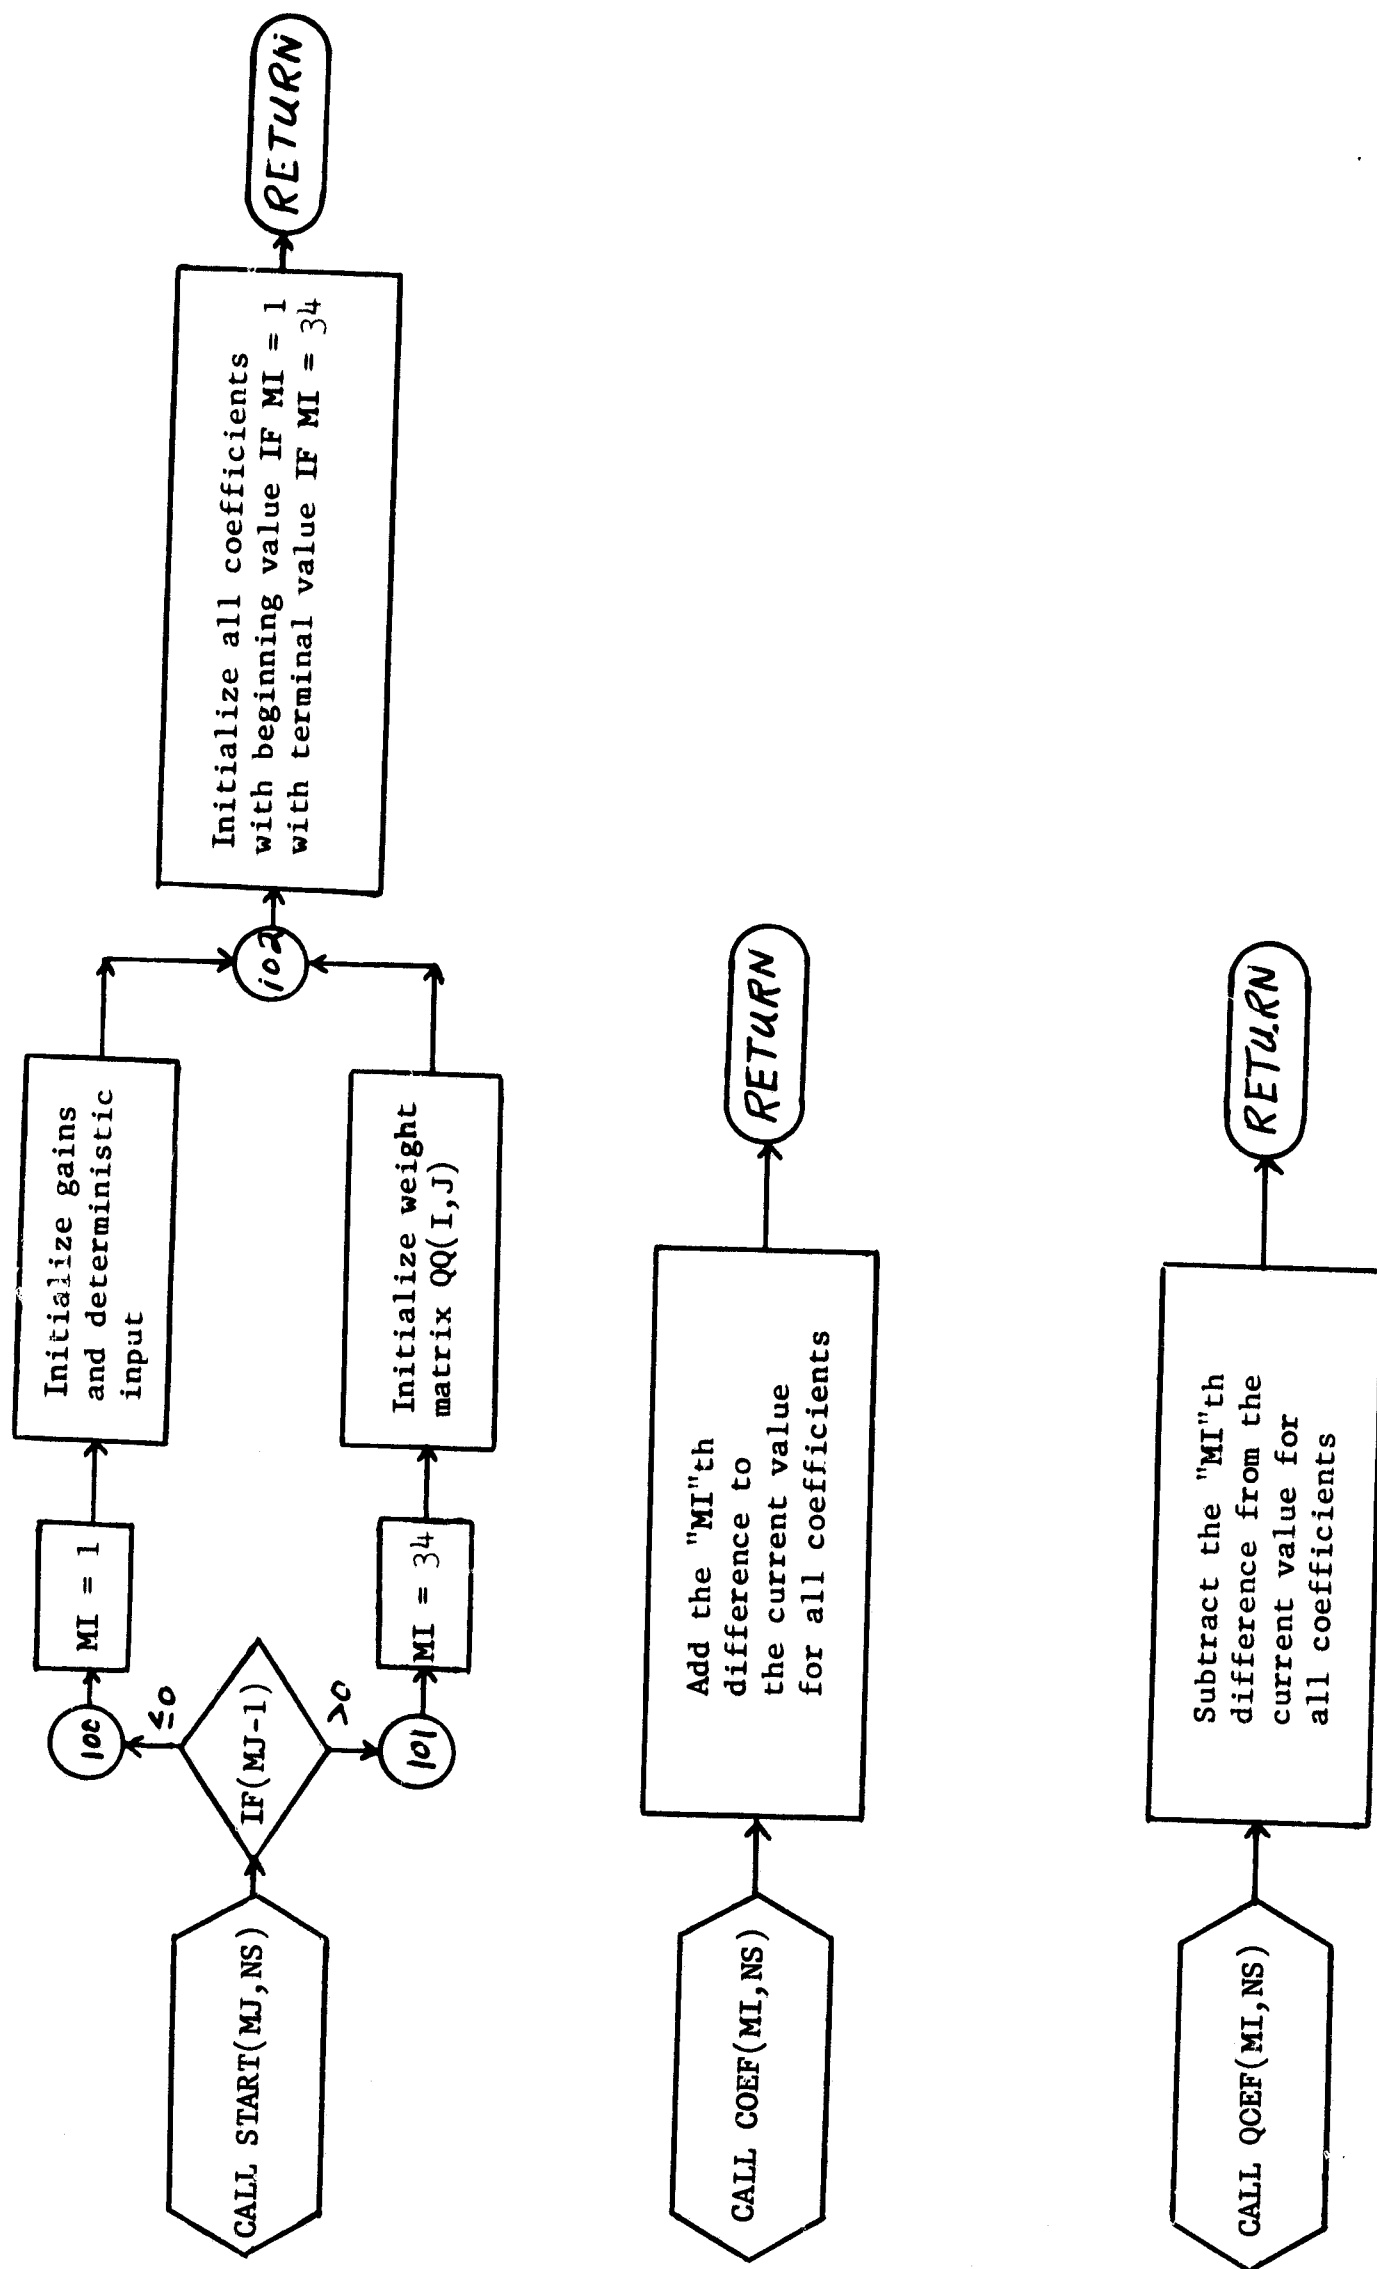 CALL START(MJ,NS)
IF(MJ-1)
≤0
>0
100
MI = 1
Initialize gains
and deterministic
input
101
MI = 34
Initialize weight
matrix QQ(I,J)
102
Initialize all coefficients
with beginning value IF MI = 1
with terminal value IF MI = 34
RETURN
CALL COEF(MI,NS)
Add the "MI"th
difference to
the current value
for all coefficients
RETURN
CALL QCEF(MI,NS)
Subtract the "MI"th
difference from the
current value for
all coefficients
RETURN